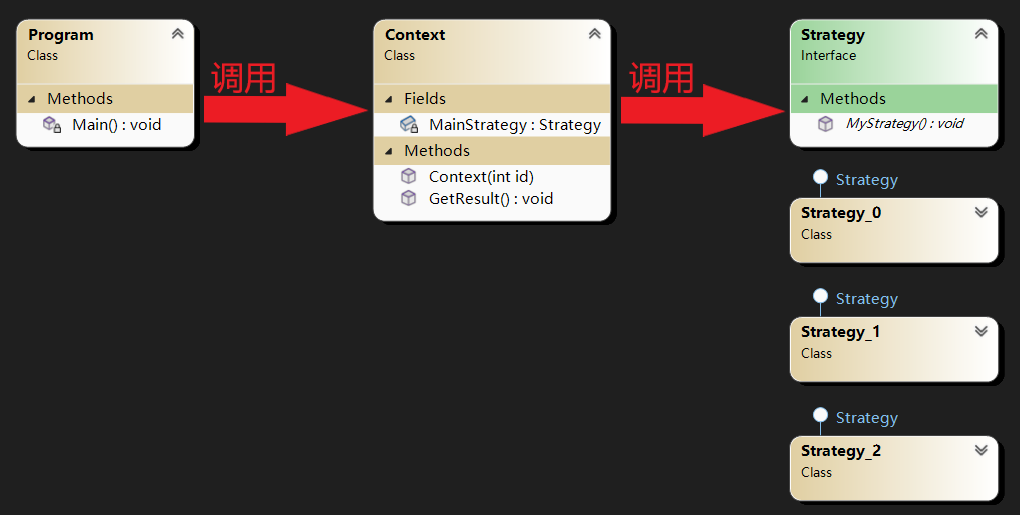 Program
Class
Methods
Main() : void
调用
Context
Class
Fields
MainStrategy : Strategy
Methods
Context(int id)
GetResult() : void
调用
Strategy
Interface
Methods
MyStrategy() : void
Strategy
Strategy_0
Class
Strategy
Strategy_1
Class
Strategy
Strategy_2
Class